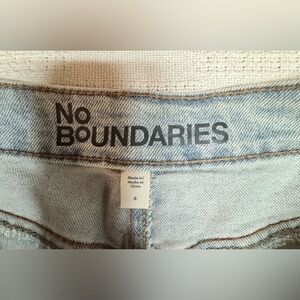 No
BoUNDARIES
Made in/
Hecho en
China
8